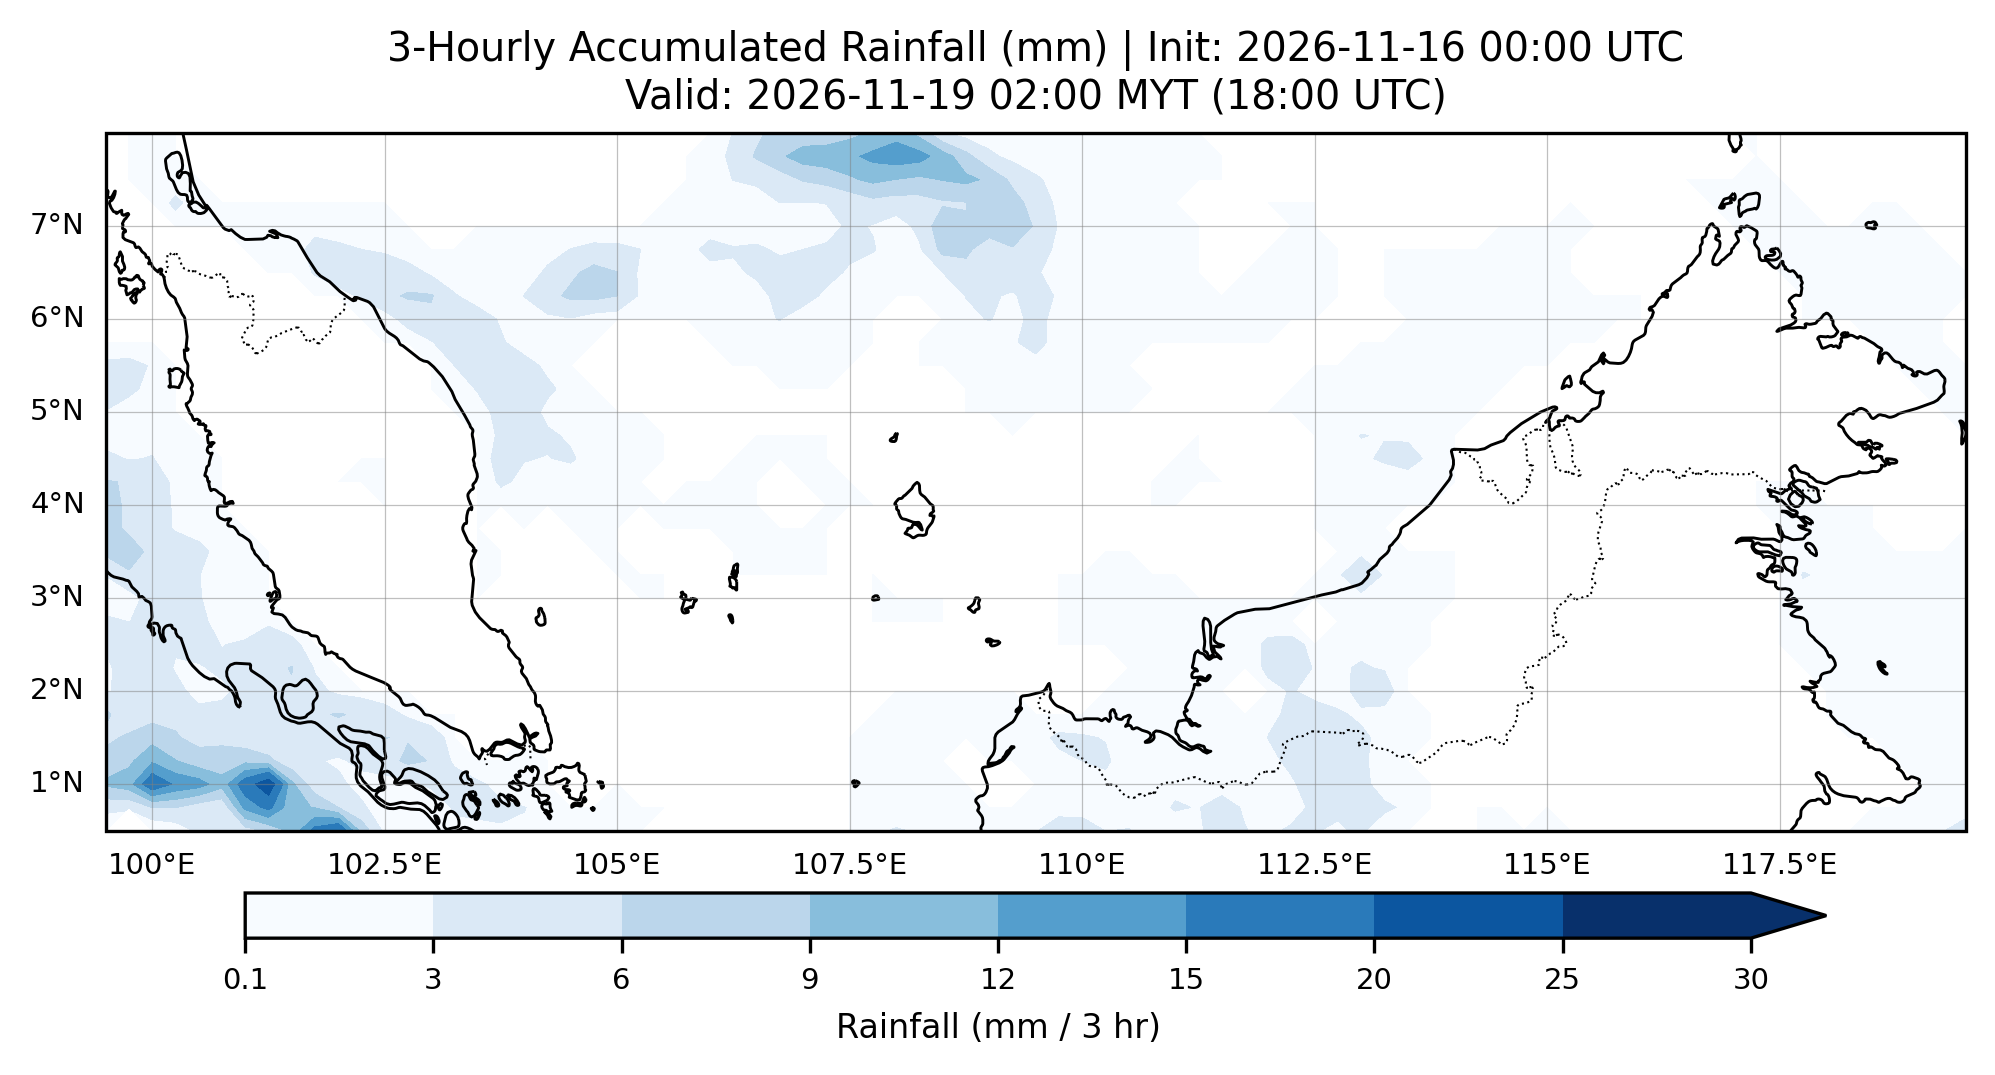 3-Hourly Accumulated Rainfall (mm) | Init: 2026-11-16 00:00 UTC
Valid: 2026-11-19 02:00 MYT (18:00 UTC)
7°N
6°N
5°N
4°N
3°N
2°N
1°N
100°E 102.5°E 105°E 107.5°E 110°E 112.5°E 115°E 117.5°E
0.1 3 6 9 12 15 20 25 30
Rainfall (mm / 3 hr)